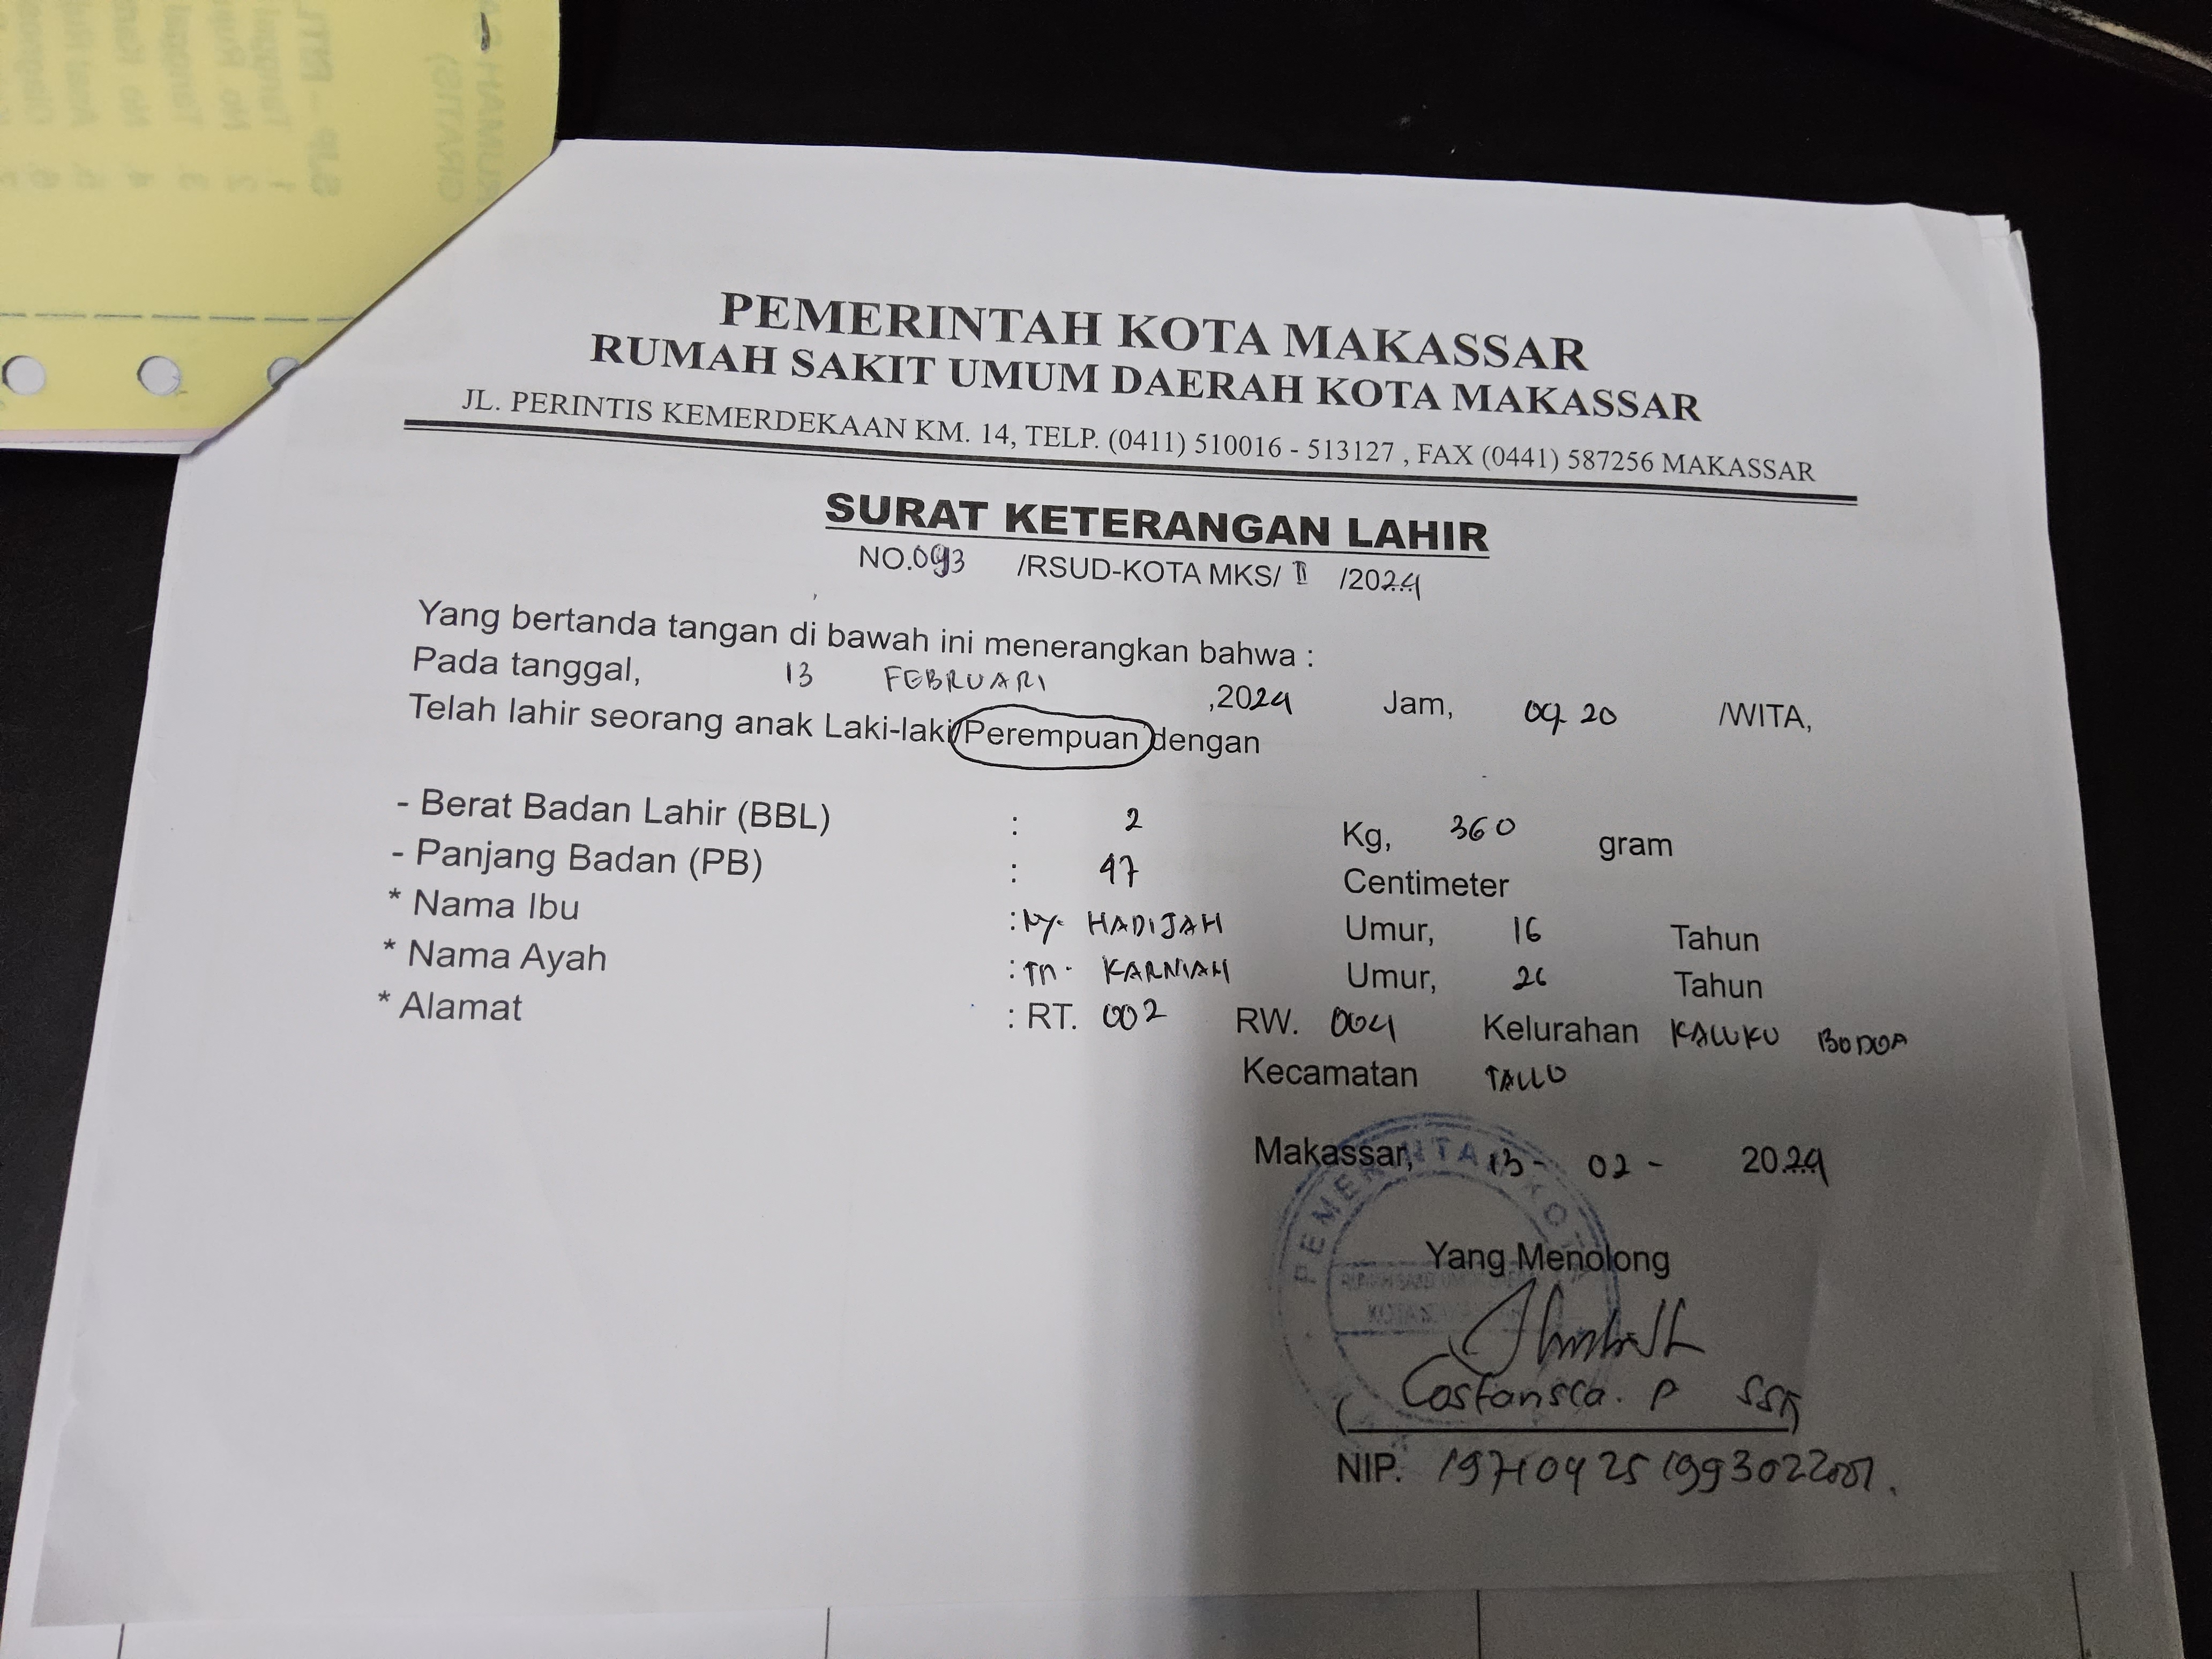 PEMERINTAH KOTA MAKASSAR
RUMAH SAKIT UMUM DAERAH KOTA MAKASSAR
JL. PERINTIS KEMERDEKAAN KM. 14, TELP. (0411) 510016 - 513127 , FAX (0441) 587256 MAKASSAR
SURAT KETERANGAN LAHIR
NO.093 /RSUD-KOTA MKS/ II /2024
Yang bertanda tangan di bawah ini menerangkan bahwa :
Pada tanggal, 13 FEBRUARI ,2024 Jam, 09.20 /WITA,
Telah lahir seorang anak Laki-laki/Perempuan dengan
- Berat Badan Lahir (BBL) : 2 Kg, 360 gram
- Panjang Badan (PB) : 47 Centimeter
* Nama Ibu : Ny. HADIJAH Umur, 16 Tahun
* Nama Ayah : Tn. KARNIAH Umur, 26 Tahun
* Alamat : RT. 002 RW. 004 Kelurahan KALUKU BODOA
Kecamatan TALLO
Makassar, 13 - 02 - 2024
PEMERINTA KOTA
Yang Menolong
Costansca. P
NIP. 197104251993022001.